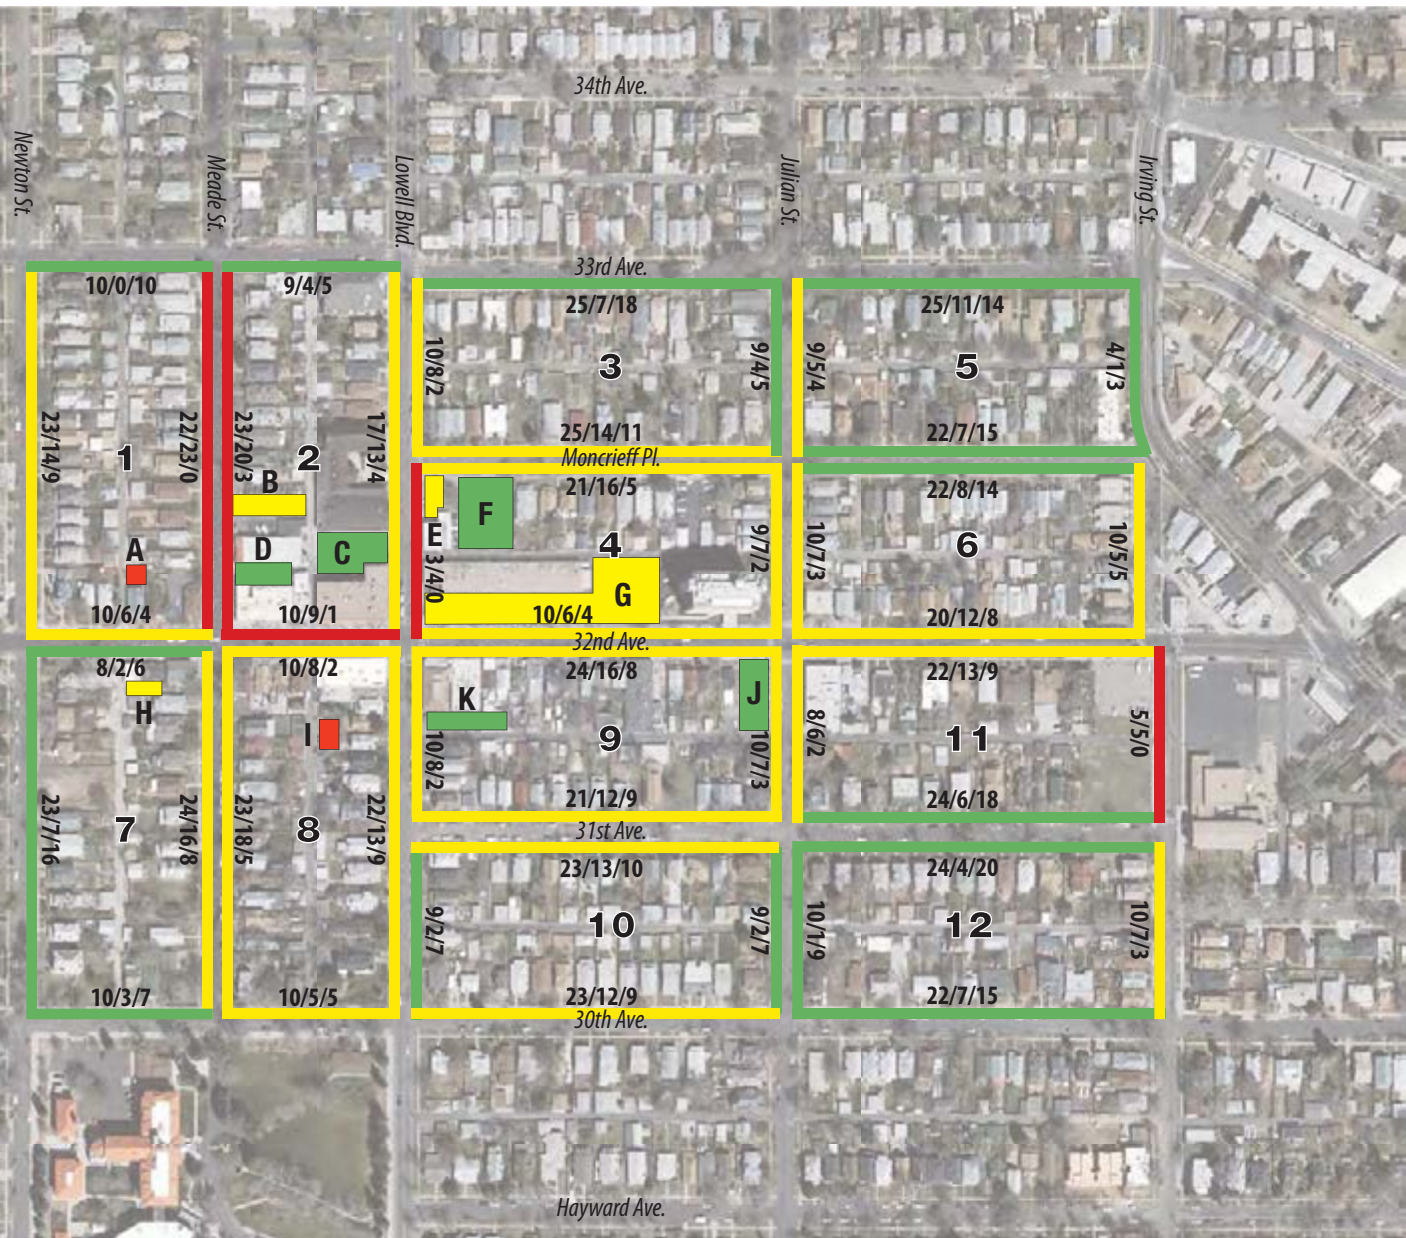 34th Ave.
Newton St.
Meade St.
Lowell Blvd.
Julian St.
Irving St.
33rd Ave.
10/0/10
9/4/5
25/7/18
25/11/14
10/8/2
3
9/4/5
9/5/4
5
4/1/3
23/14/9
1
22/23/0
23/20/3
2
17/13/4
25/14/11
22/7/15
Moncrieff Pl.
B
21/16/5
22/8/14
F
E
A
D
C
3/4/0
4
9/7/2
10/7/3
6
10/5/5
G
10/6/4
10/9/1
10/6/4
20/12/8
32nd Ave.
8/2/6
10/8/2
24/16/8
22/13/9
H
I
K
J
10/8/2
9
10/7/3
8/6/2
11
5/5/0
21/12/9
24/6/18
23/7/16
7
24/16/8
23/18/5
8
22/13/9
31st Ave.
23/13/10
24/4/20
9/2/7
10
9/2/7
10/1/9
12
10/7/3
10/3/7
10/5/5
23/12/9
22/7/15
30th Ave.
Hayward Ave.